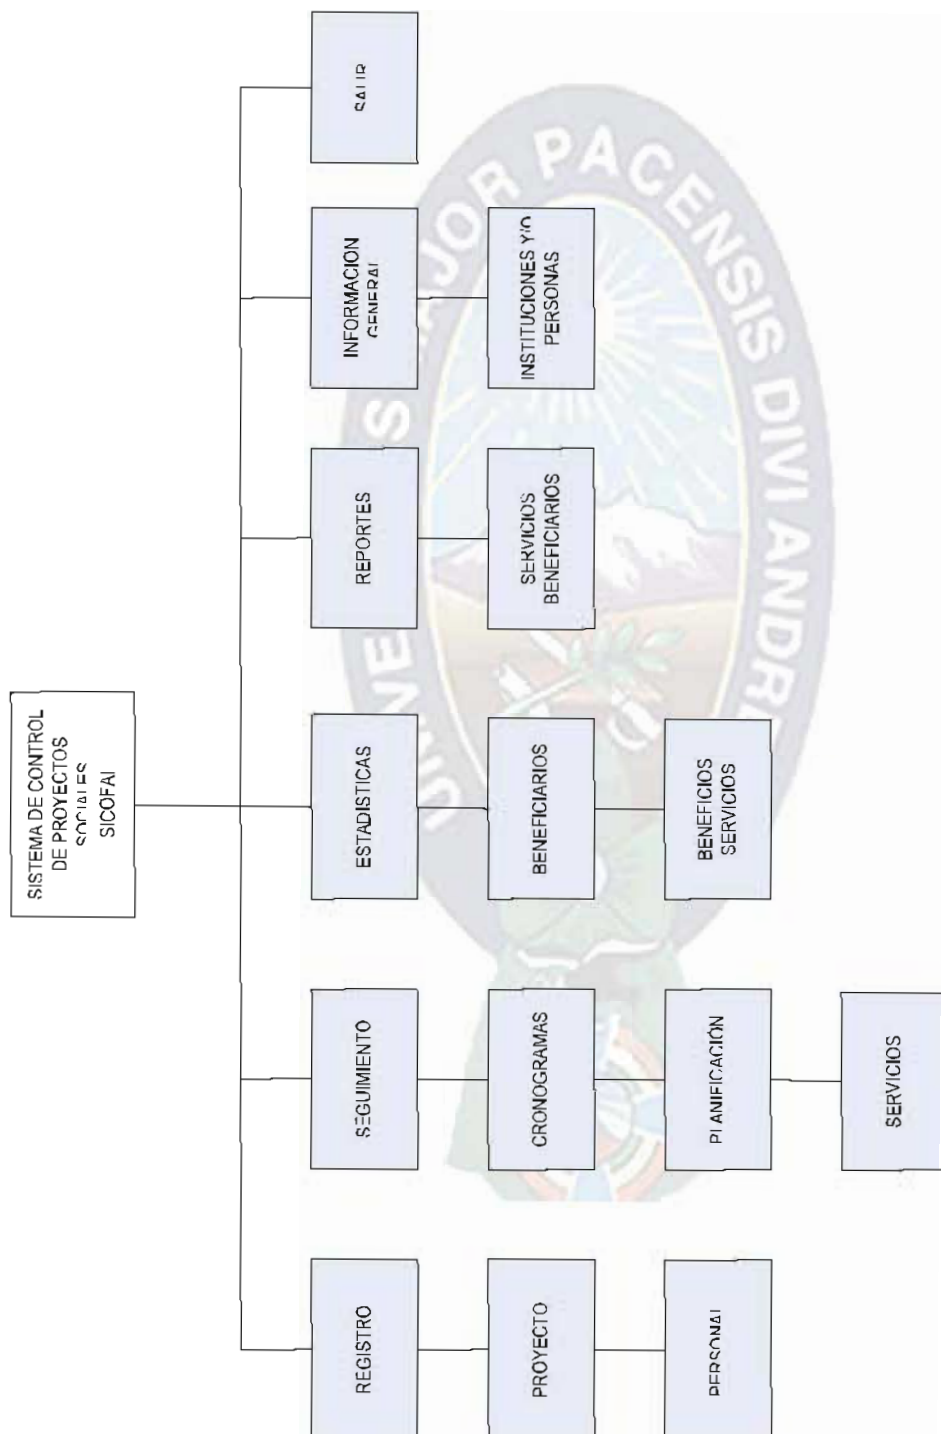 SISTEMA DE CONTROL
DE PROYECTOS
SOCIALES
SICOFAI
REGISTRO
PROYECTO
PERSONAL
SEGUIMIENTO
CRONOGRAMAS
PLANIFICACIÓN
SERVICIOS
ESTADISTICAS
BENEFICIARIOS
BENEFICIOS
SERVICIOS
REPORTES
SERVICIOS
BENEFICIARIOS
INFORMACION
GENERAL
INSTITUCIONES Y/O
PERSONAS
SALIR
MAJOR PACENSIS DIVI ANDR